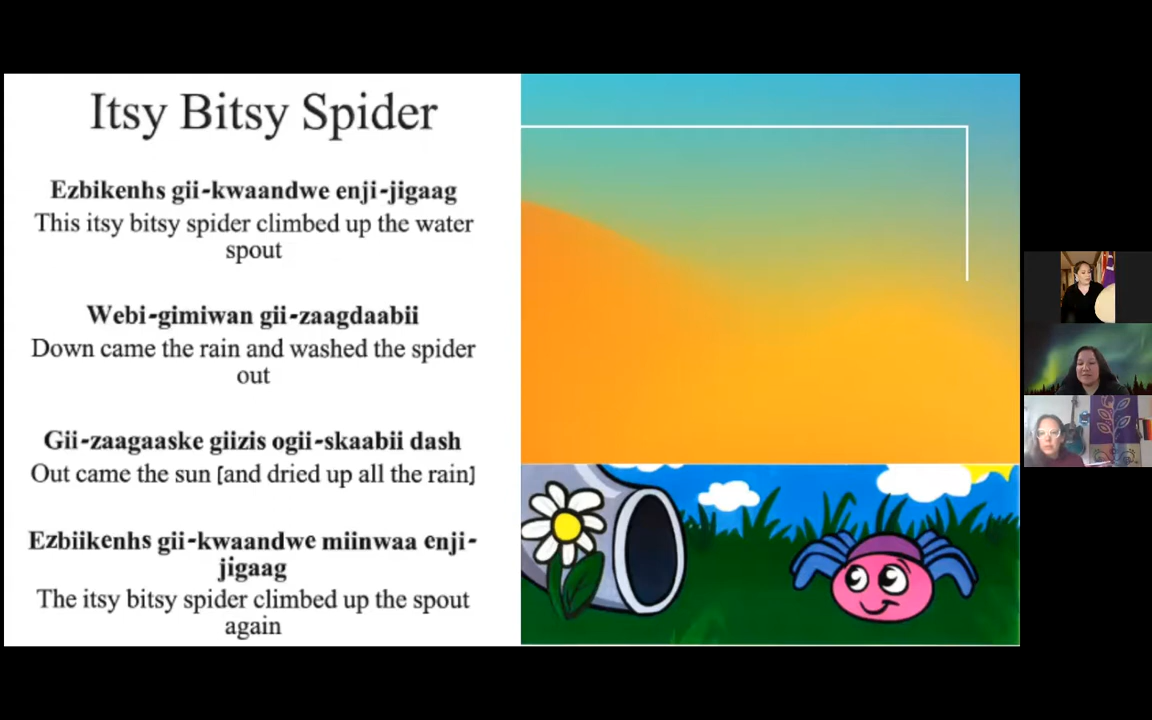 Itsy Bitsy Spider
Ezbikenhs gii-kwaandwe enji-jigaag
This itsy bitsy spider climbed up the water
spout
Webi-gimiwan gii-zaagdaabii
Down came the rain and washed the spider
out
Gii-zaagaaske giizis ogii-skaabii dash
Out came the sun [and dried up all the rain]
Ezbiikenhs gii-kwaandwe miinwaa enji-
jigaag
The itsy bitsy spider climbed up the spout
again